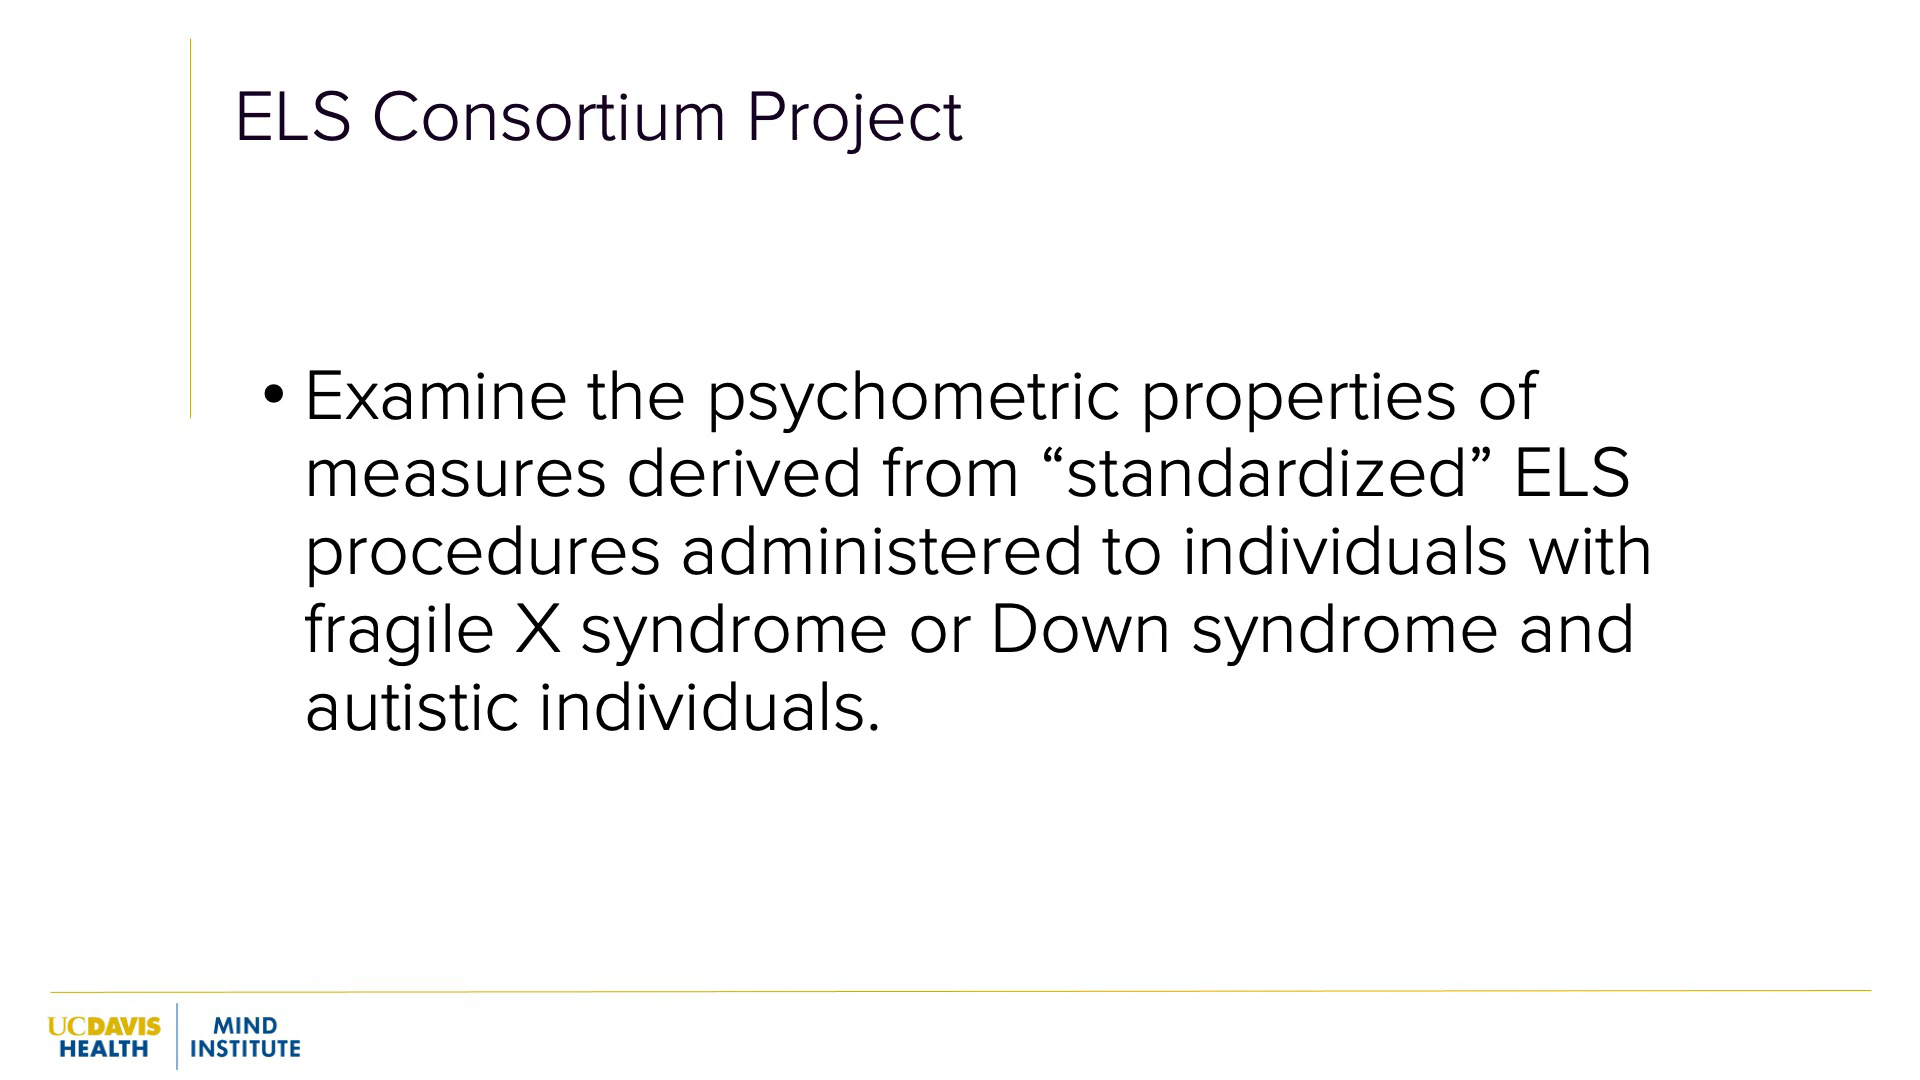 ELS Consortium Project
• Examine the psychometric properties of
measures derived from “standardized” ELS
procedures administered to individuals with
fragile X syndrome or Down syndrome and
autistic individuals.
UCDAVIS
HEALTH
MIND
INSTITUTE